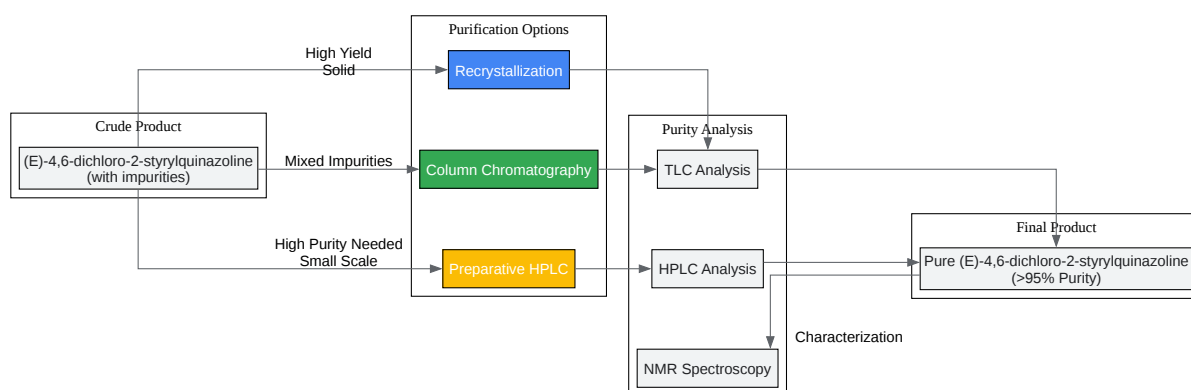 Purification Options
High Yield
Solid
Recrystallization
Crude Product
(E)-4,6-dichloro-2-styrylquinazoline
(with impurities)
Mixed Impurities
Column Chromatography
High Purity Needed
Small Scale
Preparative HPLC
Purity Analysis
TLC Analysis
HPLC Analysis
NMR Spectroscopy
Final Product
Pure (E)-4,6-dichloro-2-styrylquinazoline
(>95% Purity)
Characterization